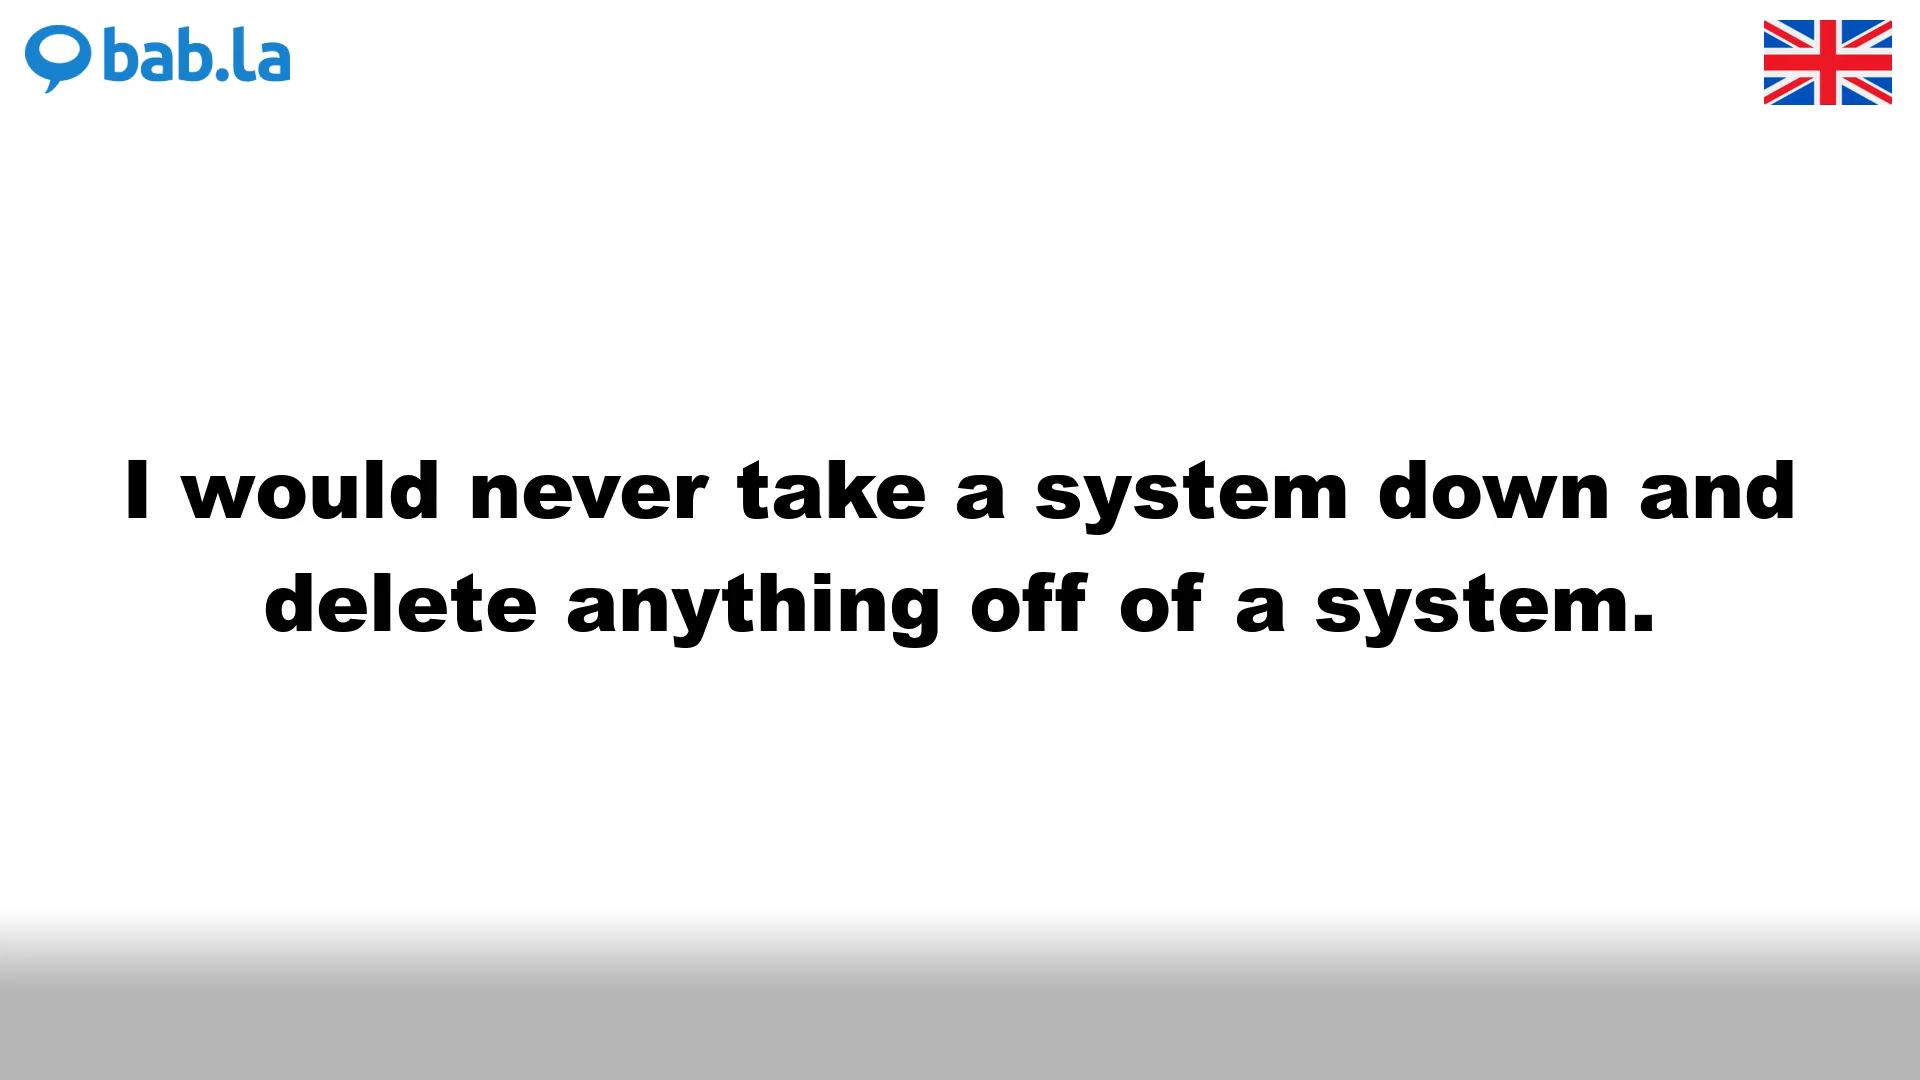 bab.la
I would never take a system down and
delete anything off of a system.